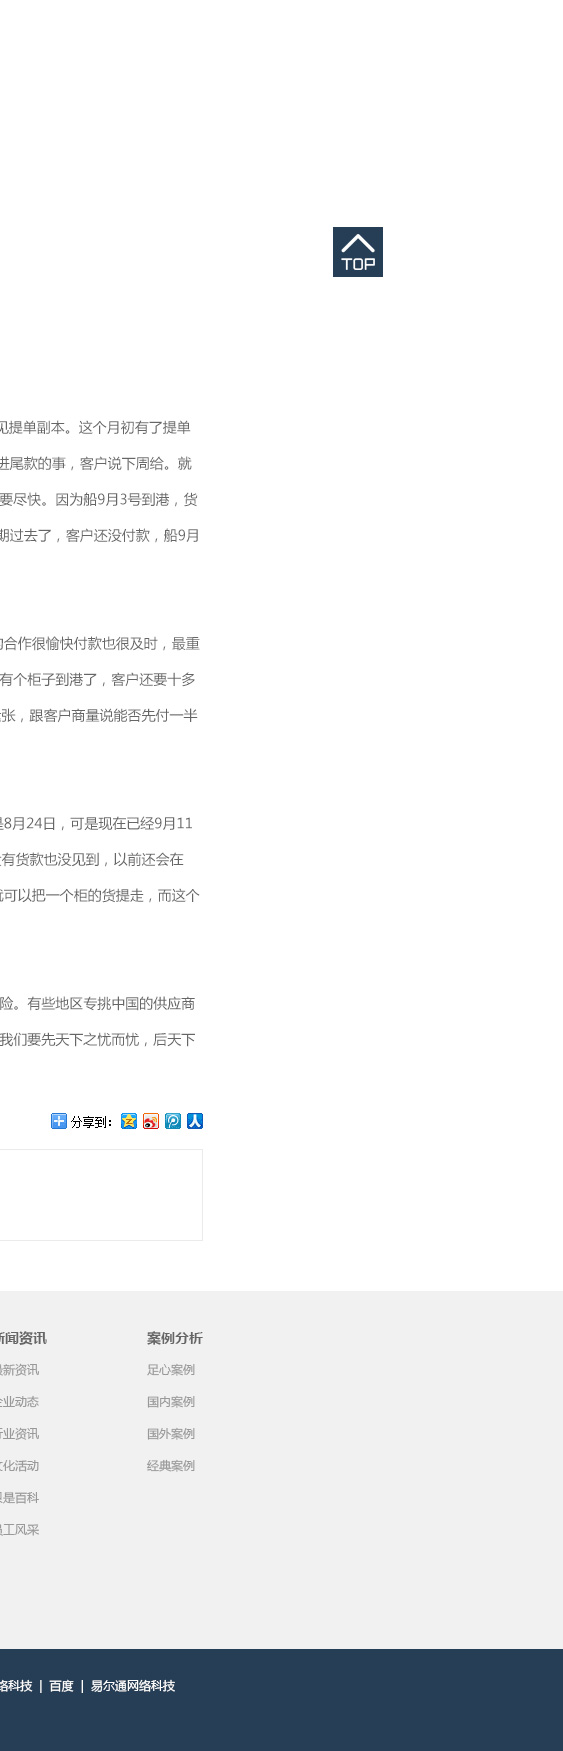 TOP
见提单副本。这个月初有了提单
进尾款的事，客户说下周给。就
要尽快。因为船9月3号到港，货
期过去了，客户还没付款，船9月
的合作很愉快付款也很及时，最重
有个柜子到港了，客户还要十多
张，跟客户商量说能否先付一半
是8月24日，可是现在已经9月11
有货款也没见到，以前还会在
就可以把一个柜的货提走，而这个
险。有些地区专挑中国的供应商
我们要先天下之忧而忧，后天下
分享到：
新闻资讯
最新资讯
企业动态
行业资讯
文化活动
是百科
员工风采
案例分析
足心案例
国内案例
国外案例
经典案例
络科技 | 百度 | 易尔通网络科技